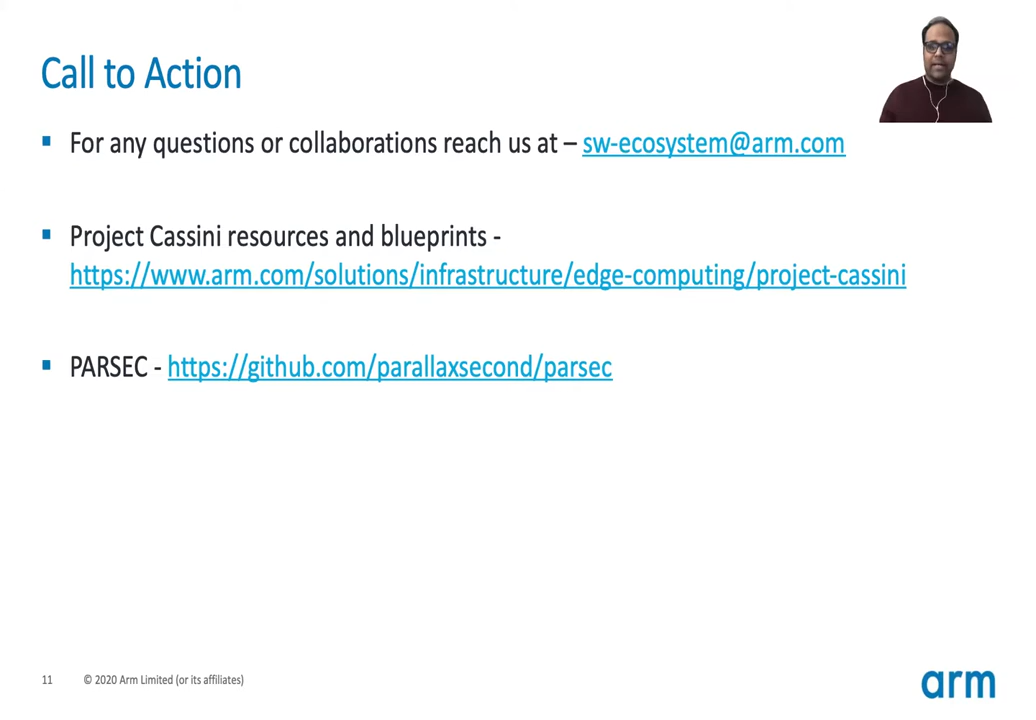 Call to Action
▪ For any questions or collaborations reach us at – sw-ecosystem@arm.com
▪ Project Cassini resources and blueprints -
https://www.arm.com/solutions/infrastructure/edge-computing/project-cassini
▪ PARSEC - https://github.com/parallaxsecond/parsec
11 © 2020 Arm Limited (or its affiliates)
arm